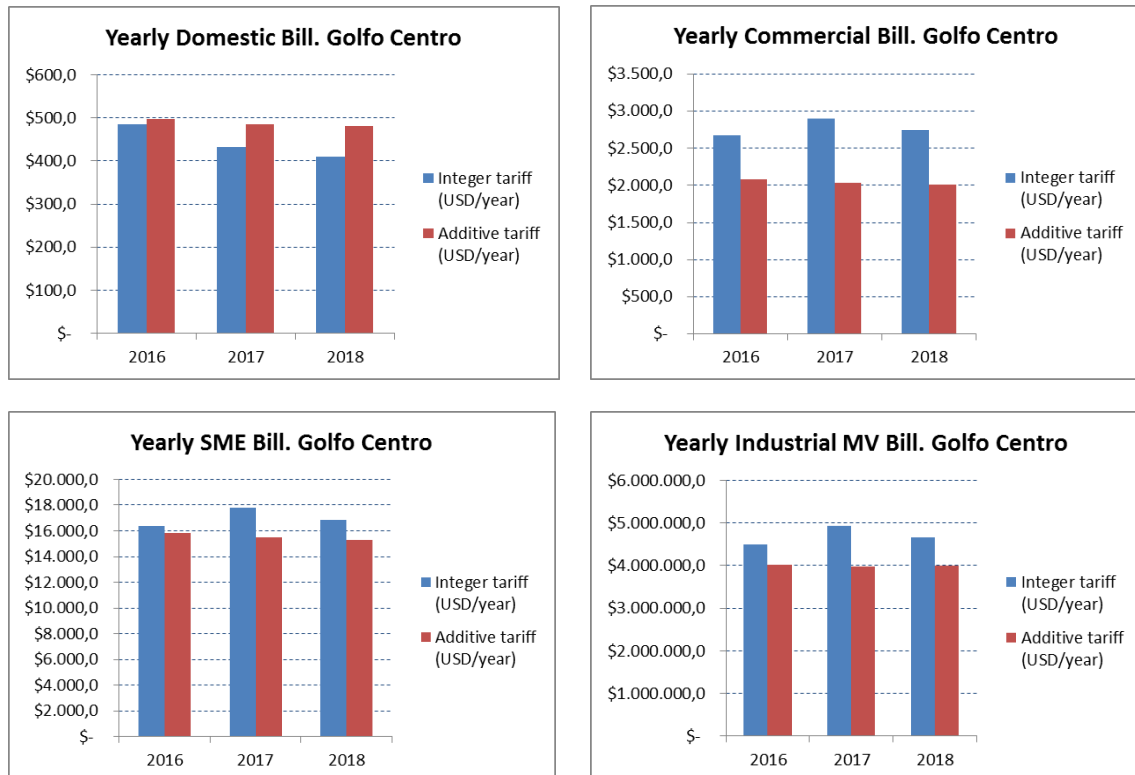 Yearly Domestic Bill. Golfo Centro
$600,0
$500,0
$400,0
$300,0
$200,0
$100,0
$-
2016 2017 2018
Integer tariff
(USD/year)
Additive tariff
(USD/year)
Yearly Commercial Bill. Golfo Centro
$3.500,0
$3.000,0
$2.500,0
$2.000,0
$1.500,0
$1.000,0
$500,0
$-
2016 2017 2018
Integer tariff
(USD/year)
Additive tariff
(USD/year)
Yearly SME Bill. Golfo Centro
$20.000,0
$18.000,0
$16.000,0
$14.000,0
$12.000,0
$10.000,0
$8.000,0
$6.000,0
$4.000,0
$2.000,0
$-
2016 2017 2018
Integer tariff
(USD/year)
Additive tariff
(USD/year)
Yearly Industrial MV Bill. Golfo Centro
$6.000.000,0
$5.000.000,0
$4.000.000,0
$3.000.000,0
$2.000.000,0
$1.000.000,0
$-
2016 2017 2018
Integer tariff
(USD/year)
Additive tariff
(USD/year)